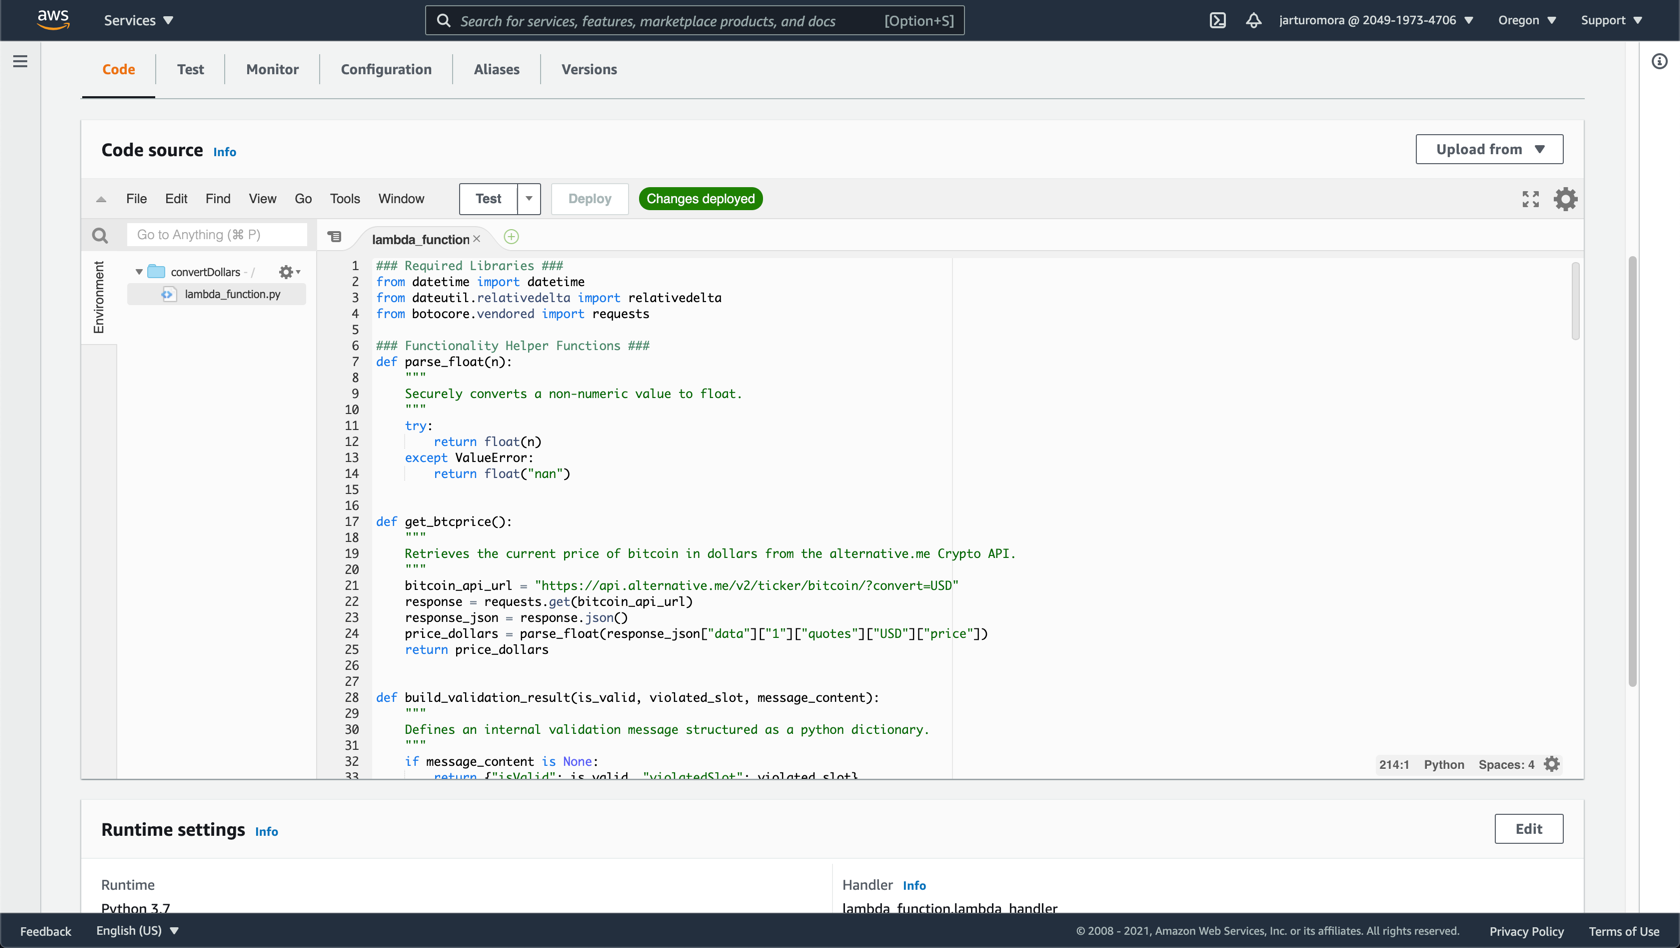 aws Services ▼ Search for services, features, marketplace products, and docs [Option+S] jarturomora @ 2049-1973-4706 ▼ Oregon ▼ Support ▼
Code Test Monitor Configuration Aliases Versions
Code source Info
Upload from ▼
File Edit Find View Go Tools Window Test Deploy Changes deployed
Go to Anything (⌘ P)
lambda_function ×
Environment
convertDollars - /
lambda_function.py
1 ### Required Libraries ###
2 from datetime import datetime
3 from dateutil.relativedelta import relativedelta
4 from botocore.vendored import requests
5
6 ### Functionality Helper Functions ###
7 def parse_float(n):
8     """
9     Securely converts a non-numeric value to float.
10     """
11     try:
12         return float(n)
13     except ValueError:
14         return float("nan")
15
16
17 def get_btcprice():
18     """
19     Retrieves the current price of bitcoin in dollars from the alternative.me Crypto API.
20     """
21     bitcoin_api_url = "https://api.alternative.me/v2/ticker/bitcoin/?convert=USD"
22     response = requests.get(bitcoin_api_url)
23     response_json = response.json()
24     price_dollars = parse_float(response_json["data"]["1"]["quotes"]["USD"]["price"])
25     return price_dollars
26
27
28 def build_validation_result(is_valid, violated_slot, message_content):
29     """
30     Defines an internal validation message structured as a python dictionary.
31     """
32     if message_content is None:
33         return {"isValid": is_valid, "violatedSlot": violated_slot}
214:1 Python Spaces: 4
Runtime settings Info
Edit
Runtime
Python 3.7
Handler Info
lambda_function.lambda_handler
Feedback English (US) ▼ © 2008 - 2021, Amazon Web Services, Inc. or its affiliates. All rights reserved. Privacy Policy Terms of Use